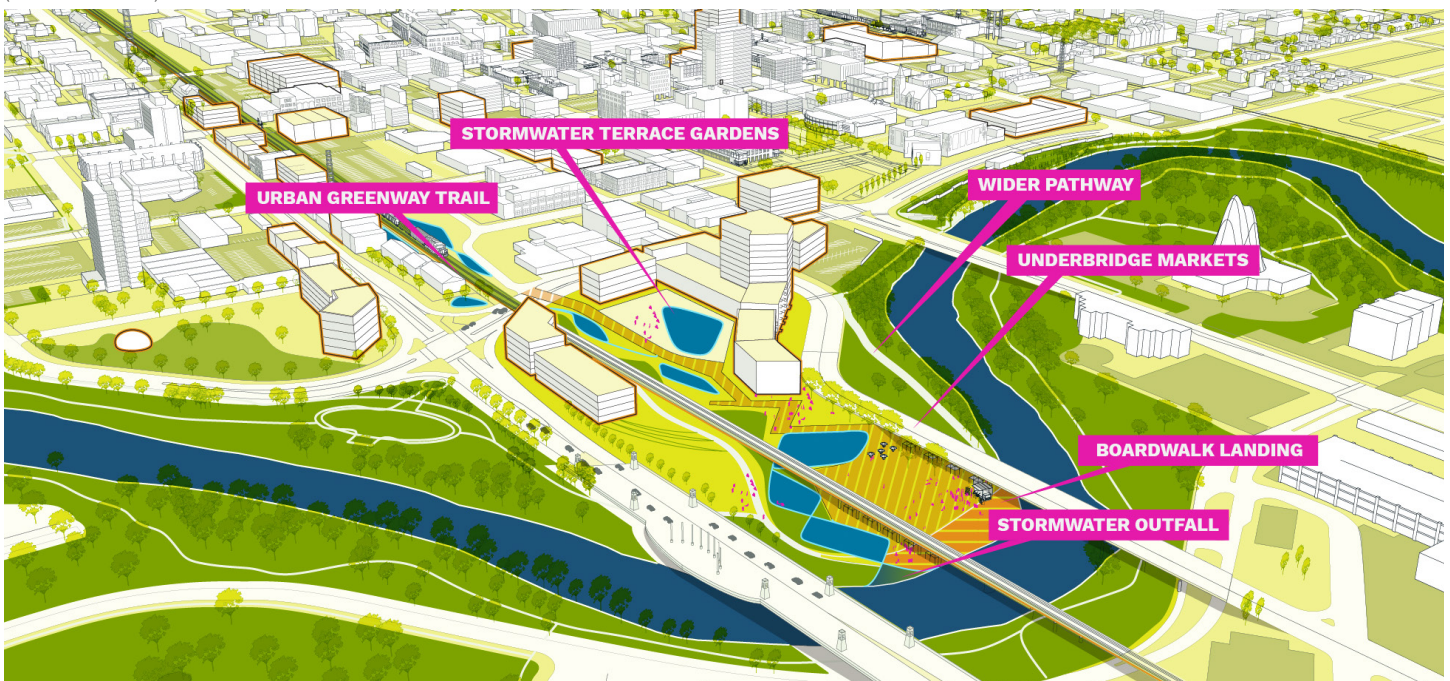 STORMWATER TERRACE GARDENS
URBAN GREENWAY TRAIL
WIDER PATHWAY
UNDERBRIDGE MARKETS
BOARDWALK LANDING
STORMWATER OUTFALL